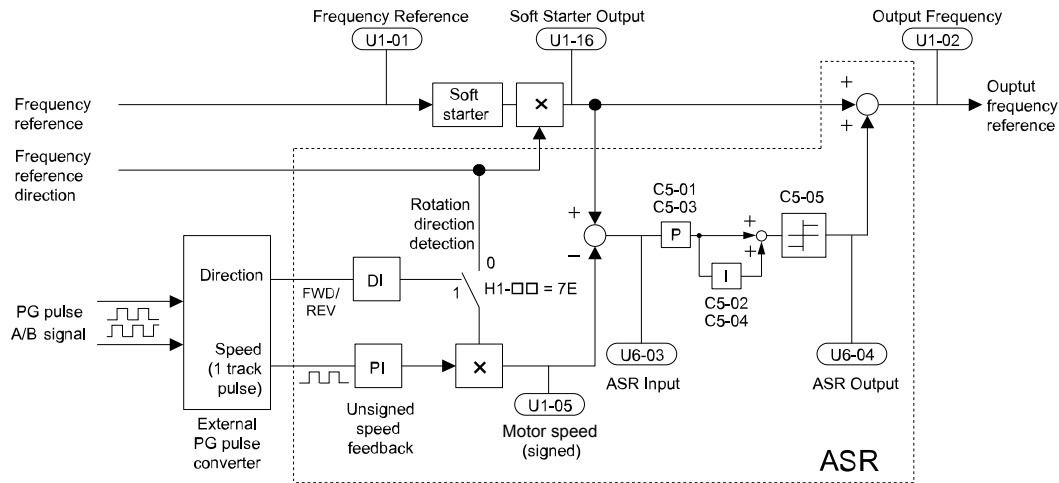 Frequency Reference
U1-01
Soft Starter Output
U1-16
Output Frequency
U1-02
Frequency
reference
Soft
starter
×
+
+
Ouptut
frequency
reference
Frequency
reference
direction
Rotation
direction
detection
C5-01
C5-03
P
C5-05
+
−
+
+
I
C5-02
C5-04
0
1
H1-□□ = 7E
Direction
FWD/
REV
DI
PG pulse
A/B signal
Speed
(1 track
pulse)
PI
×
U6-03
ASR Input
U6-04
ASR Output
U1-05
Motor speed
(signed)
Unsigned
speed
feedback
External
PG pulse
converter
ASR